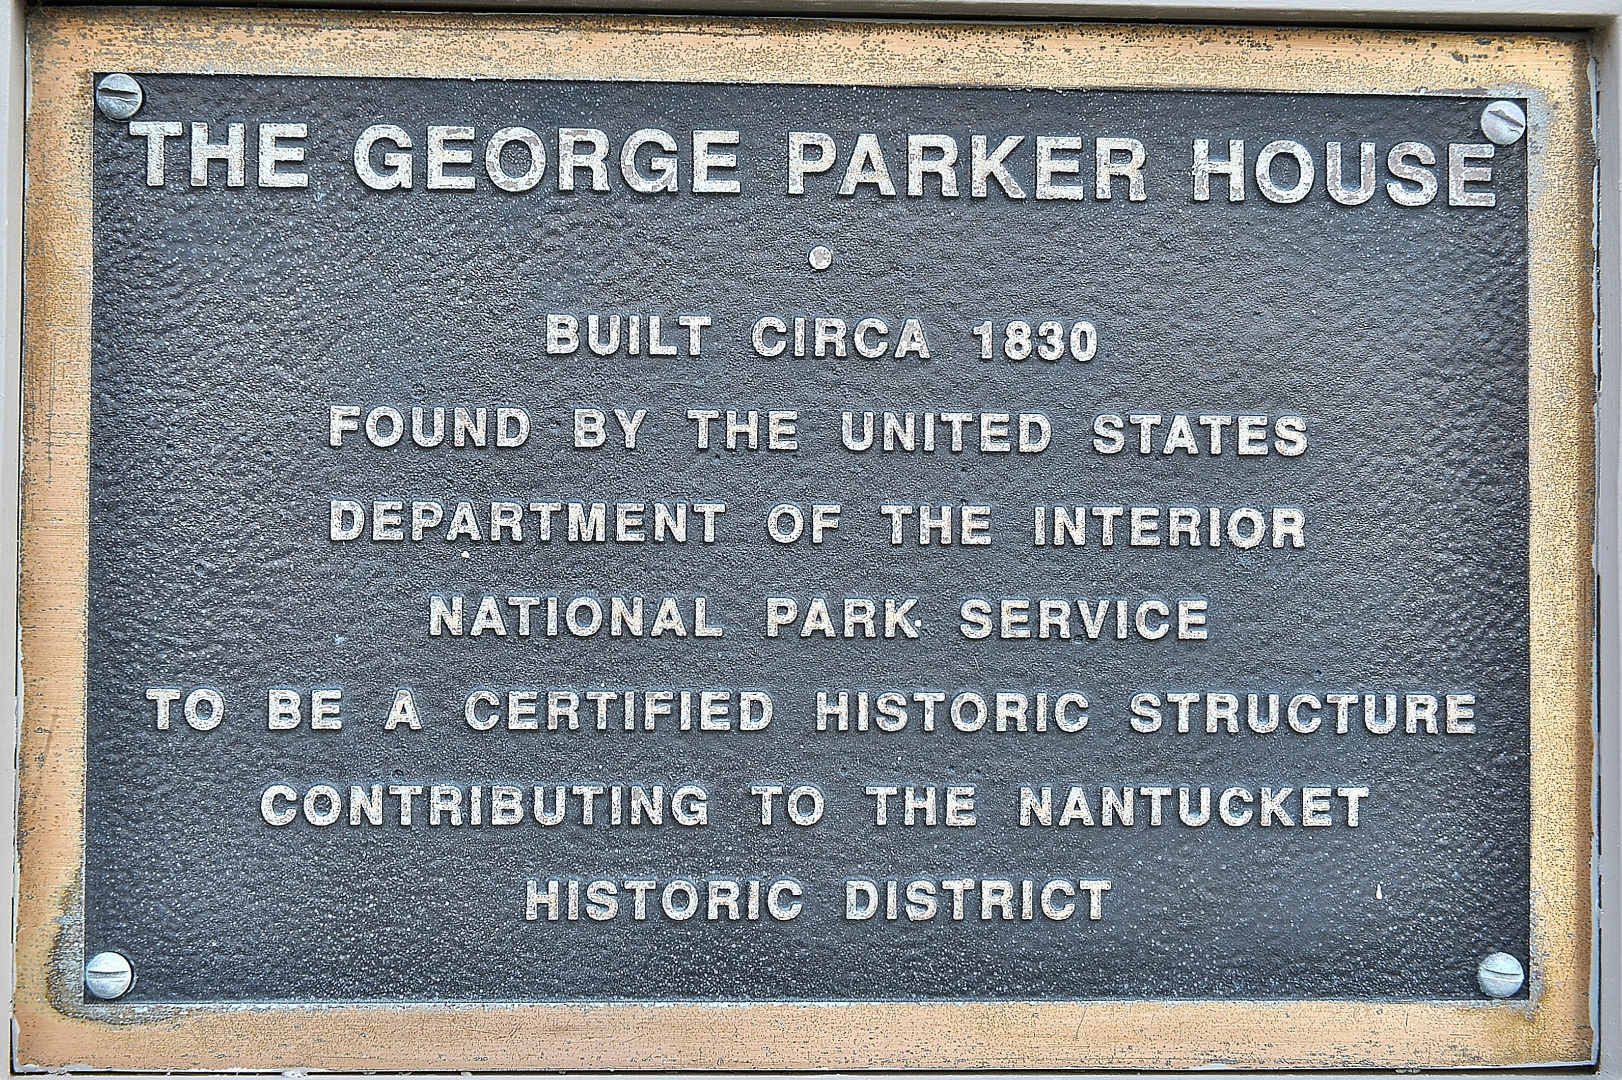 THE GEORGE PARKER HOUSE
BUILT CIRCA 1830
FOUND BY THE UNITED STATES
DEPARTMENT OF THE INTERIOR
NATIONAL PARK SERVICE
TO BE A CERTIFIED HISTORIC STRUCTURE
CONTRIBUTING TO THE NANTUCKET
HISTORIC DISTRICT